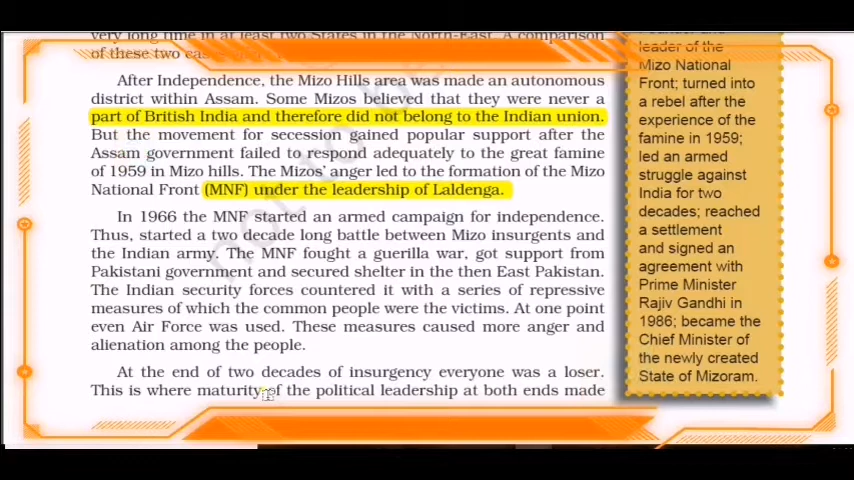 very long time in at least two States in the North-East. A comparison
of these two
After Independence, the Mizo Hills area was made an autonomous
district within Assam. Some Mizos believed that they were never a
part of British India and therefore did not belong to the Indian union.
But the movement for secession gained popular support after the
Assam government failed to respond adequately to the great famine
of 1959 in Mizo hills. The Mizos' anger led to the formation of the Mizo
National Front (MNF) under the leadership of Laldenga.
In 1966 the MNF started an armed campaign for independence.
Thus, started a two decade long battle between Mizo insurgents and
the Indian army. The MNF fought a guerilla war, got support from
Pakistani government and secured shelter in the then East Pakistan.
The Indian security forces countered it with a series of repressive
measures of which the common people were the victims. At one point
even Air Force was used. These measures caused more anger and
alienation among the people.
At the end of two decades of insurgency everyone was a loser.
This is where maturity of the political leadership at both ends made
leader of the
Mizo National
Front; turned into
a rebel after the
experience of the
famine in 1959;
led an armed
struggle against
India for two
decades; reached
a settlement
and signed an
agreement with
Prime Minister
Rajiv Gandhi in
1986; became the
Chief Minister of
the newly created
State of Mizoram.
not to be